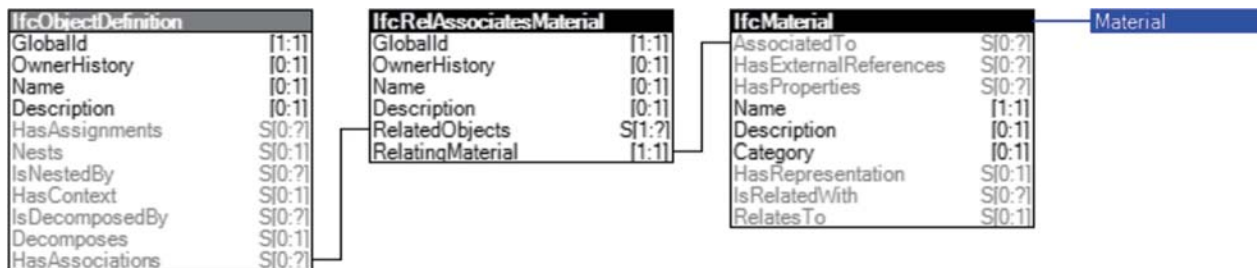 IfcObjectDefinition
GlobalId [1:1]
OwnerHistory [0:1]
Name [0:1]
Description [0:1]
HasAssignments S[0:?]
Nests S[0:1]
IsNestedBy S[0:?]
HasContext S[0:1]
IsDecomposedBy S[0:?]
Decomposes S[0:1]
HasAssociations S[0:?]
IfcRelAssociatesMaterial
GlobalId [1:1]
OwnerHistory [0:1]
Name [0:1]
Description [0:1]
RelatedObjects S[1:?]
RelatingMaterial [1:1]
IfcMaterial
AssociatedTo S[0:?]
HasExternalReferences S[0:?]
HasProperties S[0:?]
Name [1:1]
Description [0:1]
Category [0:1]
HasRepresentation S[0:1]
IsRelatedWith S[0:?]
RelatesTo S[0:1]
Material